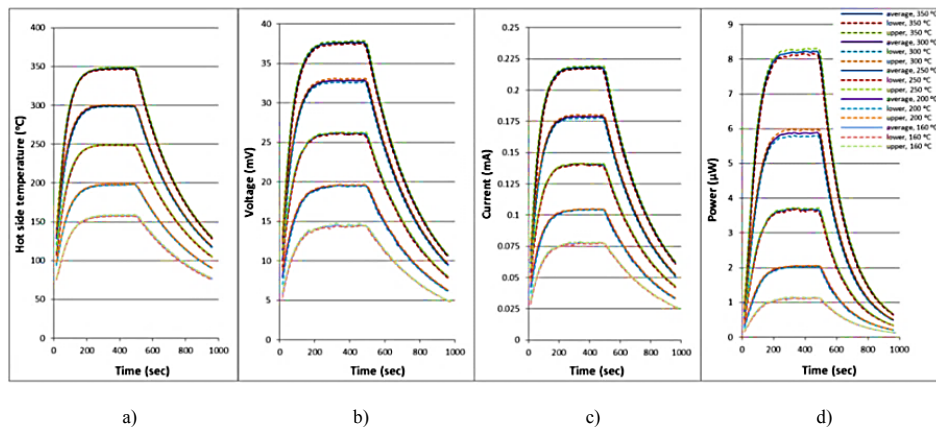 400
350
300
250
200
150
100
50
0
Hot side temperature (°C)
0 200 400 600 800 1000
Time (sec)
40
35
30
25
20
15
10
5
0
Voltage (mV)
0 200 400 600 800 1000
Time (sec)
0.25
0.225
0.2
0.175
0.15
0.125
0.1
0.075
0.05
0.025
0
Current (mA)
0 200 400 600 800 1000
Time (sec)
9
8
7
6
5
4
3
2
1
0
Power (µW)
0 200 400 600 800 1000
Time (sec)
average, 350 °C
lower, 350 °C
upper, 350 °C
average, 300 °C
lower, 300 °C
upper, 300 °C
average, 250 °C
lower, 250 °C
upper, 250 °C
average, 200 °C
lower, 200 °C
upper, 200 °C
average, 160 °C
lower, 160 °C
upper, 160 °C
a) b) c) d)